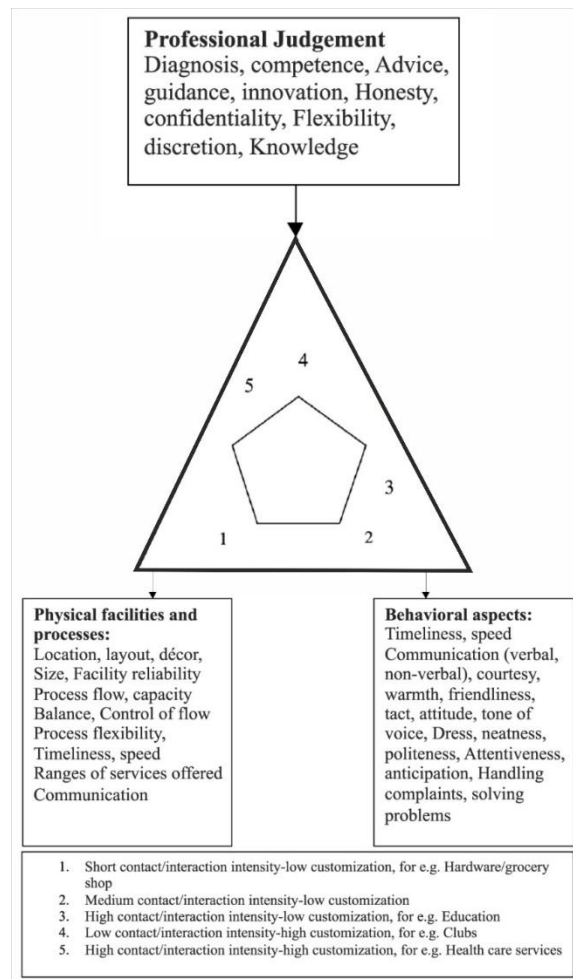 Professional Judgement
Diagnosis, competence, Advice,
guidance, innovation, Honesty,
confidentiality, Flexibility,
discretion, Knowledge
4
5
3
1
2
Physical facilities and
processes:
Location, layout, décor,
Size, Facility reliability
Process flow, capacity
Balance, Control of flow
Process flexibility,
Timeliness, speed
Ranges of services offered
Communication
Behavioral aspects:
Timeliness, speed
Communication (verbal,
non-verbal), courtesy,
warmth, friendliness,
tact, attitude, tone of
voice, Dress, neatness,
politeness, Attentiveness,
anticipation, Handling
complaints, solving
problems
1. Short contact/interaction intensity-low customization, for e.g. Hardware/grocery
shop
2. Medium contact/interaction intensity-low customization
3. High contact/interaction intensity-low customization, for e.g. Education
4. Low contact/interaction intensity-high customization, for e.g. Clubs
5. High contact/interaction intensity-high customization, for e.g. Health care services